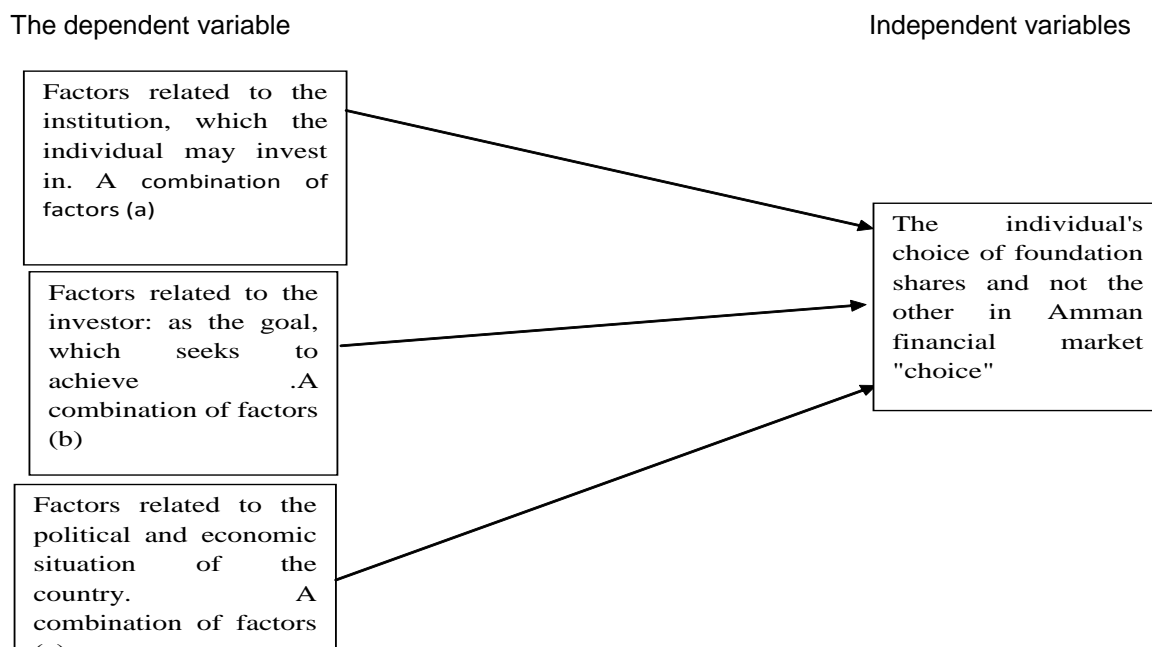 The dependent variable
Independent variables
Factors related to the
institution, which the
individual may invest
in. A combination of
factors (a)
Factors related to the
investor: as the goal,
which seeks to
achieve .A
combination of factors
(b)
Factors related to the
political and economic
situation of the
country. A
combination of factors
The individual's
choice of foundation
shares and not the
other in Amman
financial market
"choice"